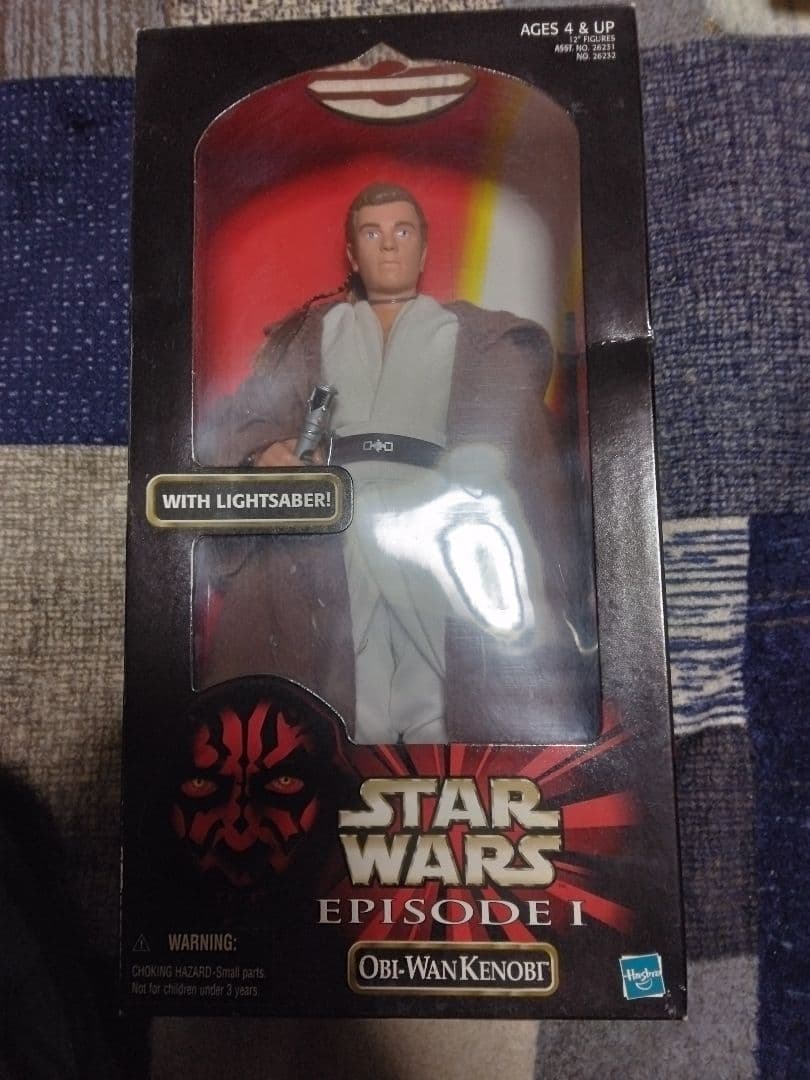 AGES 4 & UP
12" FIGURES
ASST. NO. 26231
NO. 26232
WITH LIGHTSABER!
STAR
WARS
EPISODE I
WARNING:
CHOKING HAZARD-Small parts.
Not for children under 3 years.
OBI-WAN KENOBI™
Hasbro